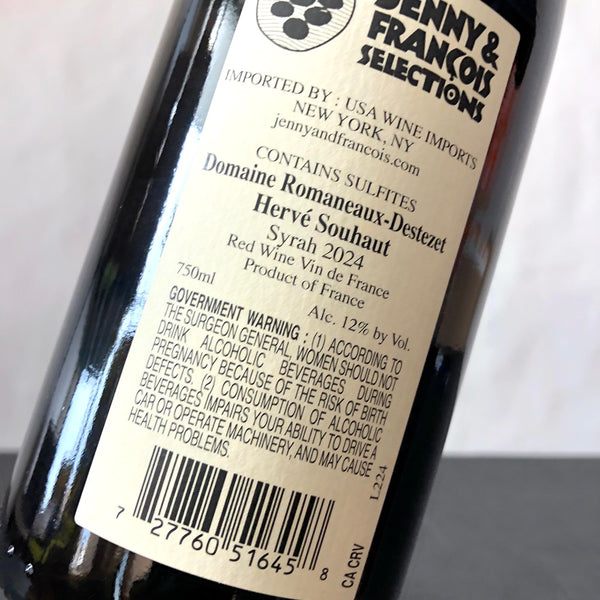 JENNY &
FRANÇOIS
SELECTIONS
IMPORTED BY : USA WINE IMPORTS
NEW YORK, NY
jennyandfrancois.com
CONTAINS SULFITES
Domaine Romaneaux-Destezet
Hervé Souhaut
Syrah 2024
Red Wine Vin de France
Product of France
750ml
Alc. 12% by Vol.
GOVERNMENT WARNING : (1) ACCORDING TO
THE SURGEON GENERAL, WOMEN SHOULD NOT
DRINK ALCOHOLIC BEVERAGES DURING
PREGNANCY BECAUSE OF THE RISK OF BIRTH
DEFECTS. (2) CONSUMPTION OF ALCOHOLIC
BEVERAGES IMPAIRS YOUR ABILITY TO DRIVE A
CAR OR OPERATE MACHINERY, AND MAY CAUSE
HEALTH PROBLEMS.
L224
7 27760 51645 8
CA CRV